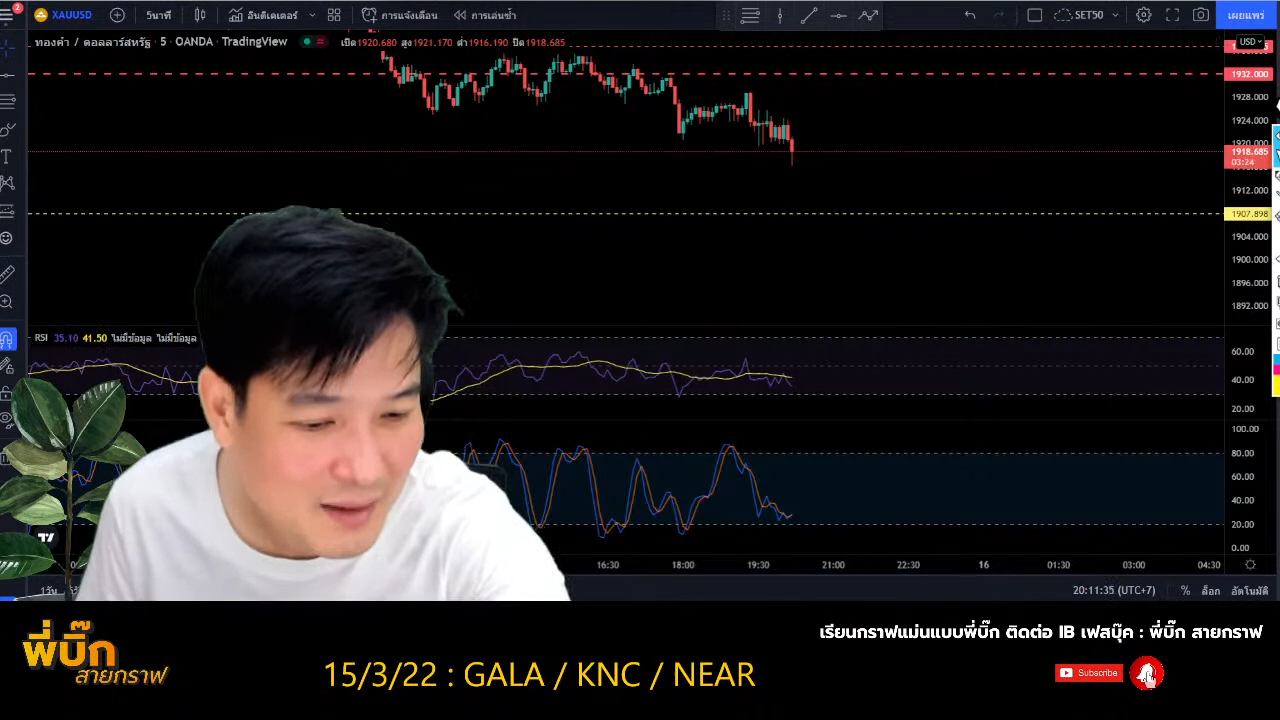 2
XAUUSD
5นาที
อินดิเคเตอร์
การแจ้งเตือน
การเล่นซ้ำ
SET50
เผยแพร่
ทองคำ / ดอลลาร์สหรัฐ · 5 · OANDA · TradingView
เปิด1920.680 สูง1921.170 ต่ำ1916.190 ปิด1918.685
USD
1932.000
1928.000
1924.000
1920.000
1918.685
03:24
1912.000
1907.898
1904.000
1900.000
1896.000
1892.000
RSI 35.10 41.50 ไม่มีข้อมูล ไม่มีข้อมูล
60.00
40.00
20.00
100.00
80.00
60.00
40.00
20.00
0.00
16:30 18:00 19:30 21:00 22:30 16 01:30 03:00 04:30
1วัน
20:11:35 (UTC+7) % ล็อก อัตโนมัติ
พี่บิ๊ก
สายกราฟ
15/3/22 : GALA / KNC / NEAR
เรียนกราฟแม่นแบบพี่บิ๊ก ติดต่อ IB เฟสบุ๊ค : พี่บิ๊ก สายกราฟ
Subscribe